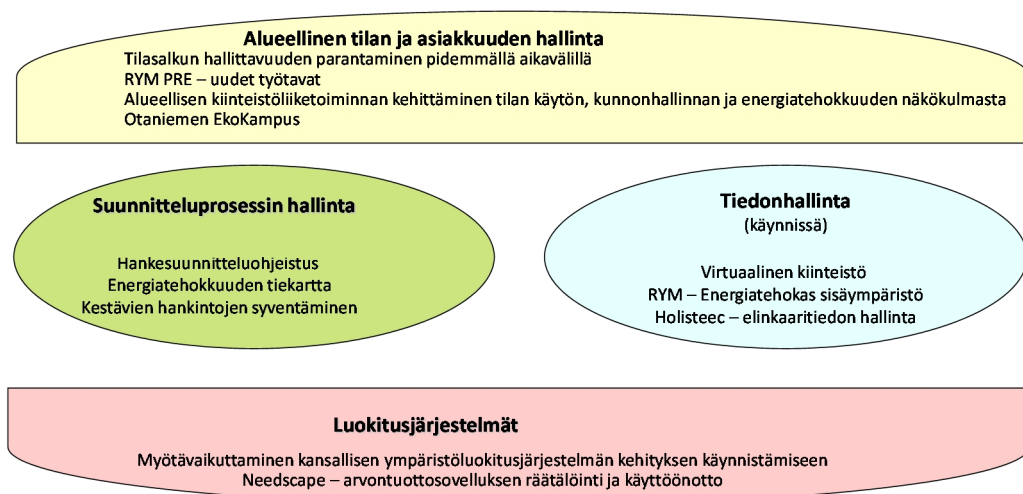 Alueellinen tilan ja asiakkuuden hallinta
Tilasalkun hallittavuuden parantaminen pidemmällä aikavälillä
RYM PRE – uudet työtavat
Alueellisen kiinteistöliiketoiminnan kehittäminen tilan käytön, kunnonhallinnan ja energiatehokkuuden näkökulmasta
Otaniemen EkoKampus
Suunnitteluprosessin hallinta
Hankesuunnitteluohjeistus
Energiatehokkuuden tiekartta
Kestävien hankintojen syventäminen
Tiedonhallinta
(käynnissä)
Virtuaalinen kiinteistö
RYM – Energiatehokas sisäympäristö
Holisteec – elinkaaritiedon hallinta
Luokitusjärjestelmät
Myötävaikuttaminen kansallisen ympäristöluokitusjärjestelmän kehityksen käynnistämiseen
Needscape – arvontuottosovelluksen räätälöinti ja käyttöönotto